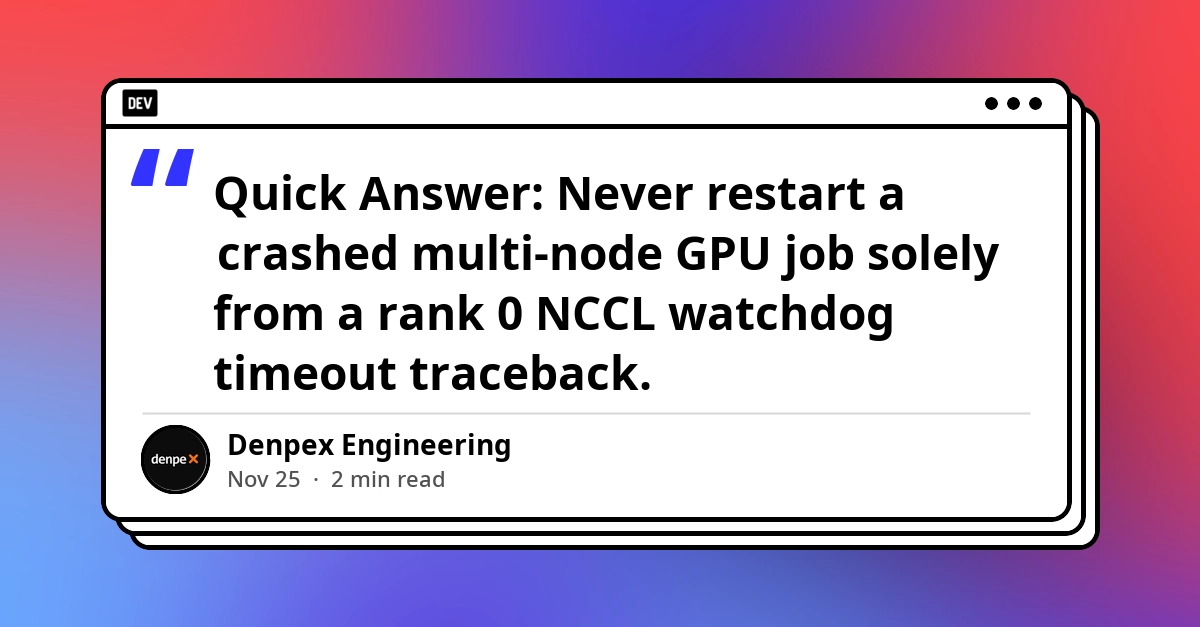 DEV
“
Quick Answer: Never restart a
crashed multi-node GPU job solely
from a rank 0 NCCL watchdog
timeout traceback.
denpex
Denpex Engineering
Nov 25 · 2 min read